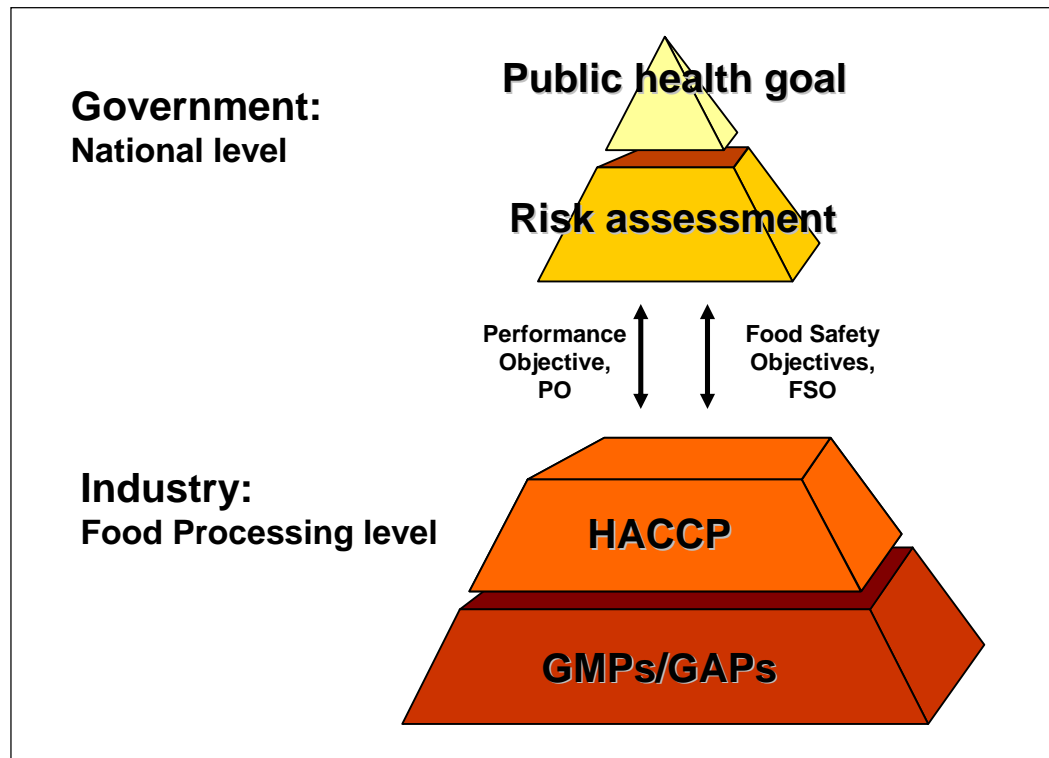 Public health goal
Government:
National level
Risk assessment
Performance
Objective,
PO
Food Safety
Objectives,
FSO
Industry:
Food Processing level
HACCP
GMPs/GAPs